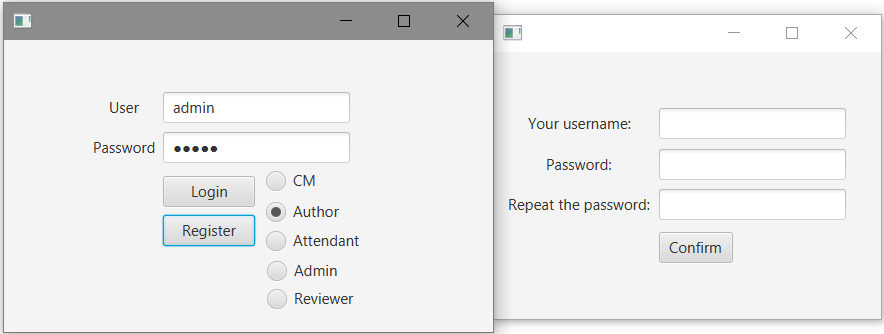 User
admin
Password
●●●●●
Login
Register
CM
Author
Attendant
Admin
Reviewer
Your username:
Password:
Repeat the password:
Confirm